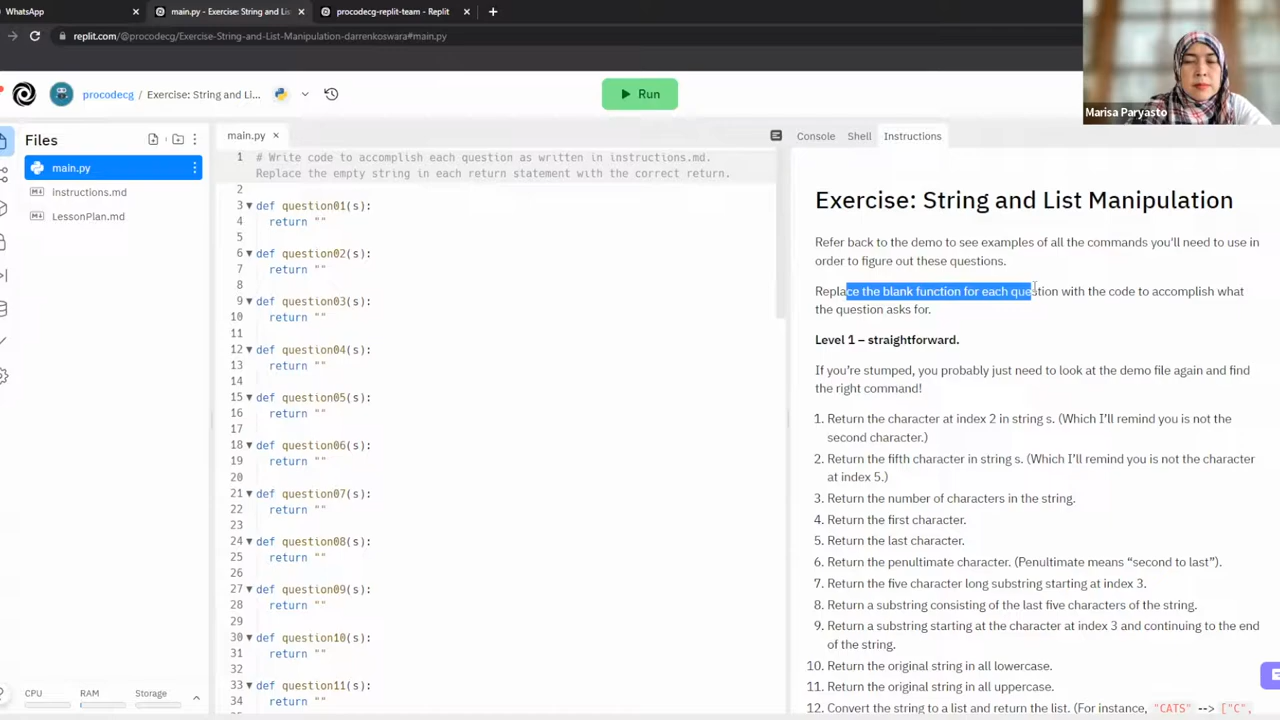 WhatsApp × main.py - Exercise: String and Lis × procodecg-replit-team - Replit × +
replit.com/@procodecg/Exercise-String-and-List-Manipulation-darrenkoswara#main.py
procodecg / Exercise: String and Li...
Run
Marisa Paryasto
Files
main.py
instructions.md
LessonPlan.md
CPU RAM Storage
main.py ×
1 # Write code to accomplish each question as written in instructions.md.
Replace the empty string in each return statement with the correct return.
2
3 def question01(s):
4 return ""
5
6 def question02(s):
7 return ""
8
9 def question03(s):
10 return ""
11
12 def question04(s):
13 return ""
14
15 def question05(s):
16 return ""
17
18 def question06(s):
19 return ""
20
21 def question07(s):
22 return ""
23
24 def question08(s):
25 return ""
26
27 def question09(s):
28 return ""
29
30 def question10(s):
31 return ""
32
33 def question11(s):
34 return ""
Console Shell Instructions
Exercise: String and List Manipulation
Refer back to the demo to see examples of all the commands you'll need to use in
order to figure out these questions.
Replace the blank function for each question with the code to accomplish what
the question asks for.
Level 1 – straightforward.
If you’re stumped, you probably just need to look at the demo file again and find
the right command!
1. Return the character at index 2 in string s. (Which I’ll remind you is not the
second character.)
2. Return the fifth character in string s. (Which I’ll remind you is not the character
at index 5.)
3. Return the number of characters in the string.
4. Return the first character.
5. Return the last character.
6. Return the penultimate character. (Penultimate means “second to last”).
7. Return the five character long substring starting at index 3.
8. Return a substring consisting of the last five characters of the string.
9. Return a substring starting at the character at index 3 and continuing to the end
of the string.
10. Return the original string in all lowercase.
11. Return the original string in all uppercase.
12. Convert the string to a list and return the list. (For instance, "CATS" --> ["C",